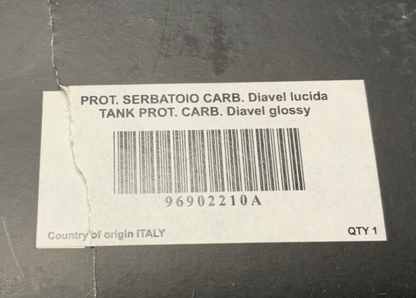 PROT. SERBATOIO CARB. Diavel lucida
TANK PROT. CARB. Diavel glossy
96902210A
Country of origin ITALY
QTY 1